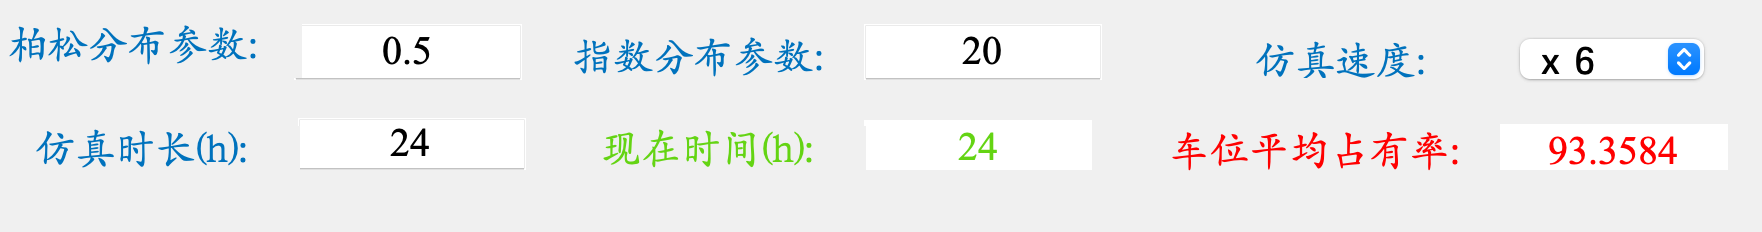 柏松分布参数: 0.5 指数分布参数: 20 仿真速度: x 6
仿真时长(h): 24 现在时间(h): 24 车位平均占有率: 93.3584